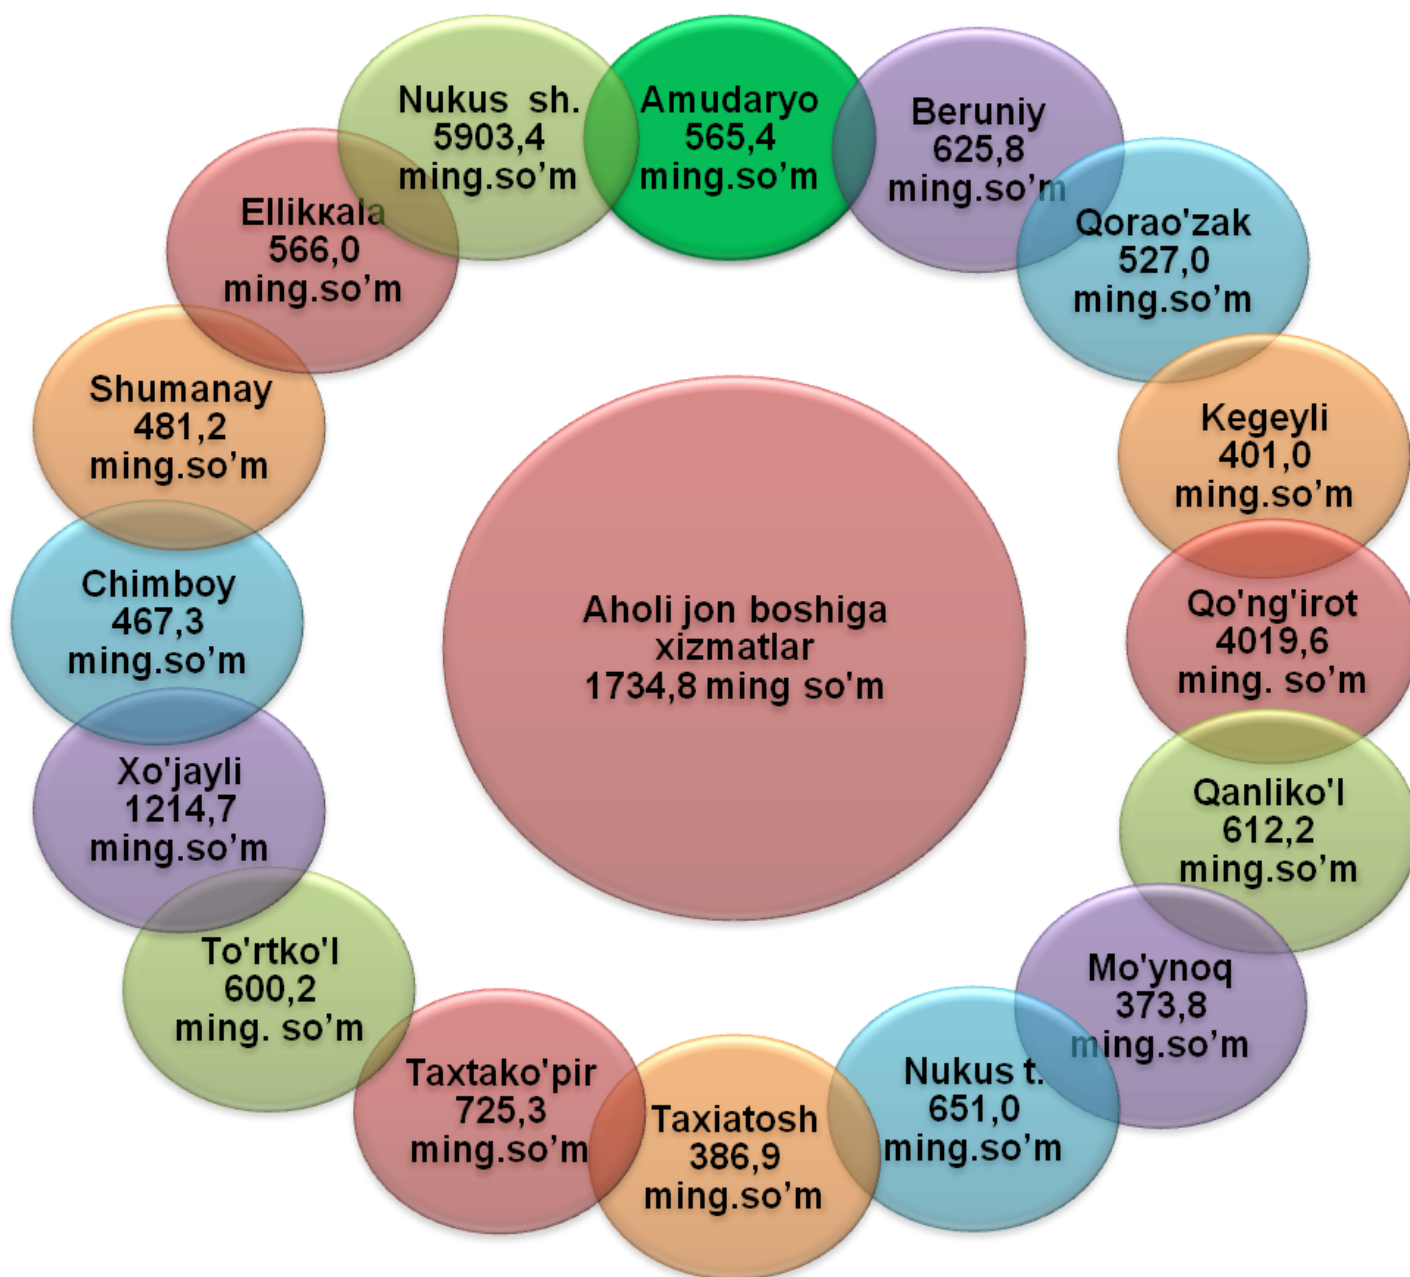 Nukus sh.
5903,4
ming.so’m
Amudaryo
565,4
ming.so’m
Beruniy
625,8
ming.so’m
Qorao'zak
527,0
ming.so’m
Kegeyli
401,0
ming.so’m
Qo'ng'irot
4019,6
ming. so’m
Qanliko'l
612,2
ming.so’m
Mo'ynoq
373,8
ming.so’m
Nukus t.
651,0
ming.so’m
Taxiatosh
386,9
ming.so’m
Taxtako'pir
725,3
ming.so’m
To'rtko'l
600,2
ming. so’m
Xo'jayli
1214,7
ming.so’m
Chimboy
467,3
ming.so’m
Shumanay
481,2
ming.so’m
Ellikкala
566,0
ming.so’m
Aholi jon boshiga
xizmatlar
1734,8 ming so'm